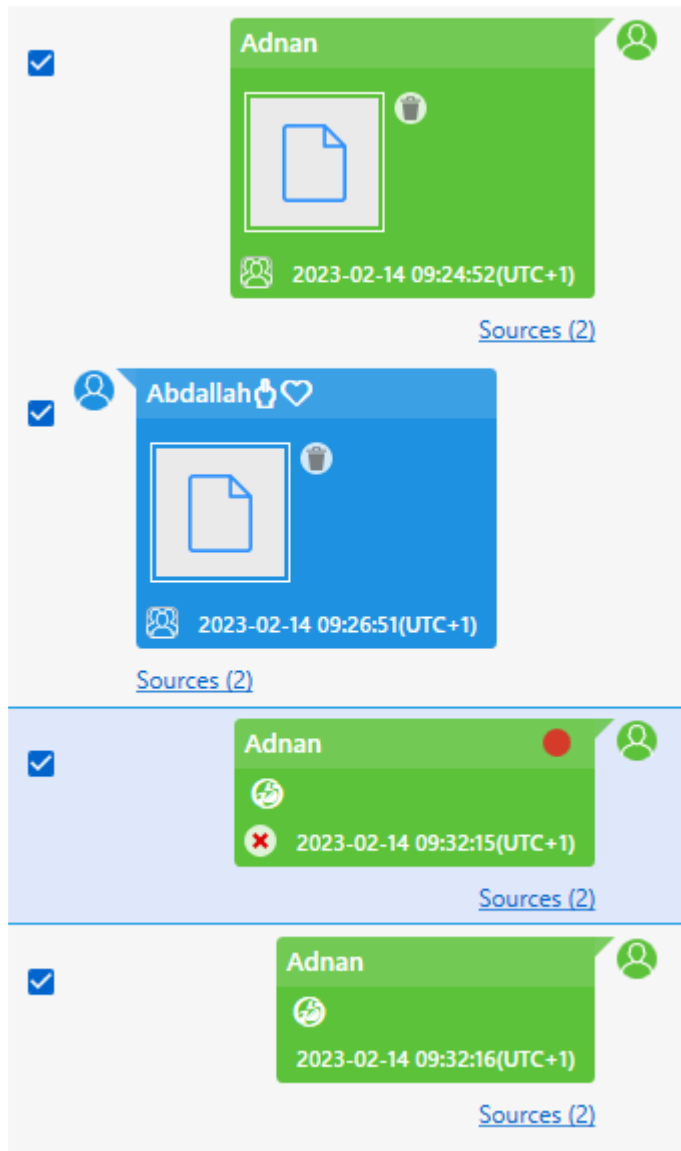 Adnan
2023-02-14 09:24:52(UTC+1)
Sources (2)
Abdallah
2023-02-14 09:26:51(UTC+1)
Sources (2)
Adnan
2023-02-14 09:32:15(UTC+1)
Sources (2)
Adnan
2023-02-14 09:32:16(UTC+1)
Sources (2)